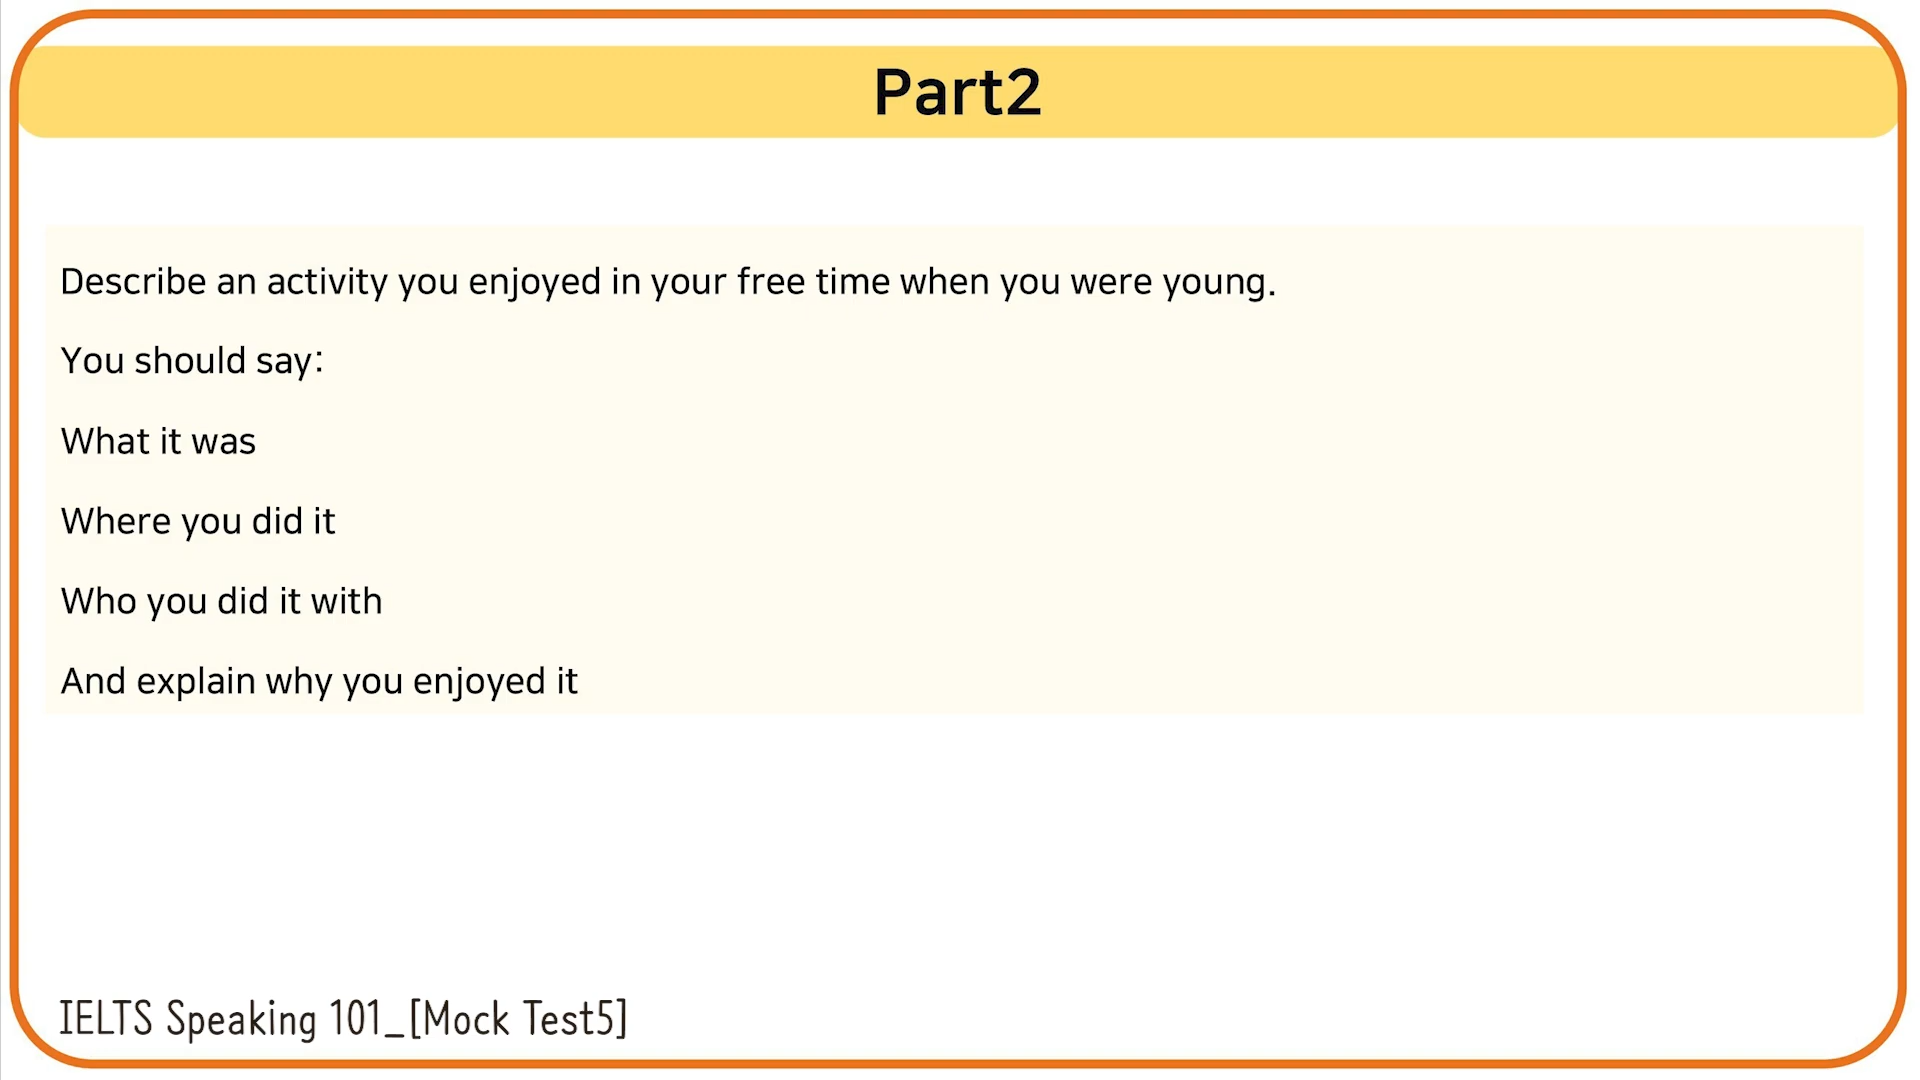 Part2
Describe an activity you enjoyed in your free time when you were young.
You should say:
What it was
Where you did it
Who you did it with
And explain why you enjoyed it
IELTS Speaking 101_[Mock Test5]